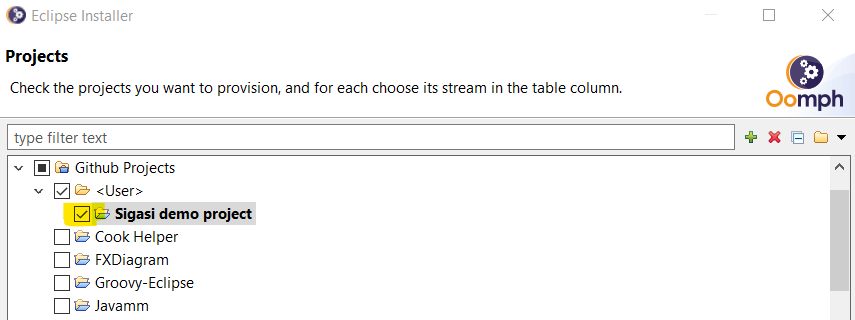 Eclipse Installer
Projects
Check the projects you want to provision, and for each choose its stream in the table column.
Oomph
type filter text
Github Projects
<User>
Sigasi demo project
Cook Helper
FXDiagram
Groovy-Eclipse
Javamm